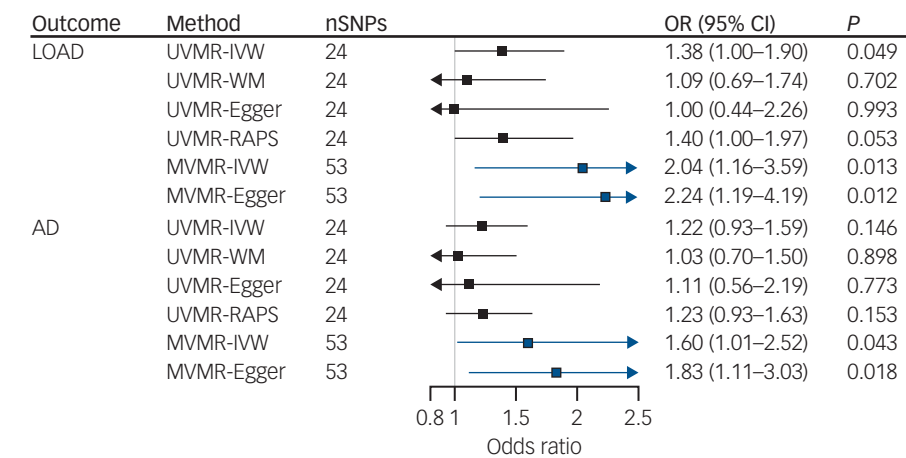 Outcome Method nSNPs OR (95% CI) P
LOAD UVMR-IVW 24 1.38 (1.00–1.90) 0.049
UVMR-WM 24 1.09 (0.69–1.74) 0.702
UVMR-Egger 24 1.00 (0.44–2.26) 0.993
UVMR-RAPS 24 1.40 (1.00–1.97) 0.053
MVMR-IVW 53 2.04 (1.16–3.59) 0.013
MVMR-Egger 53 2.24 (1.19–4.19) 0.012
AD UVMR-IVW 24 1.22 (0.93–1.59) 0.146
UVMR-WM 24 1.03 (0.70–1.50) 0.898
UVMR-Egger 24 1.11 (0.56–2.19) 0.773
UVMR-RAPS 24 1.23 (0.93–1.63) 0.153
MVMR-IVW 53 1.60 (1.01–2.52) 0.043
MVMR-Egger 53 1.83 (1.11–3.03) 0.018
0.8 1 1.5 2 2.5
Odds ratio